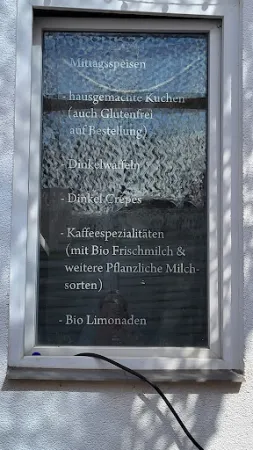 - Mittagsspeisen
- hausgemachte Kuchen
(auch Glutenfrei
auf Bestellung)
- Dinkelwaffeln
- Dinkel Crêpes
- Kaffeespezialitäten
(mit Bio Frischmilch &
weitere Pflanzliche Milch-
sorten)
- Bio Limonaden